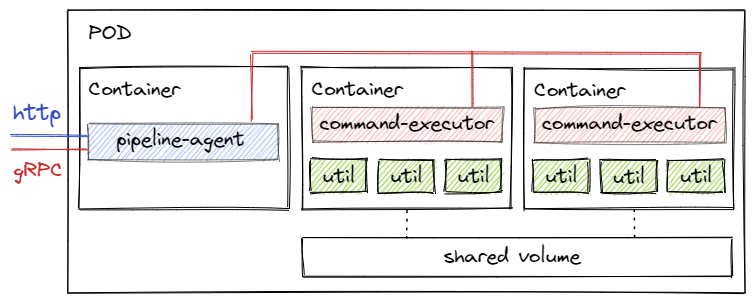 POD
Container
Container
Container
http
pipeline-agent
gRPC
command-executor
command-executor
util
util
util
util
util
util
shared volume